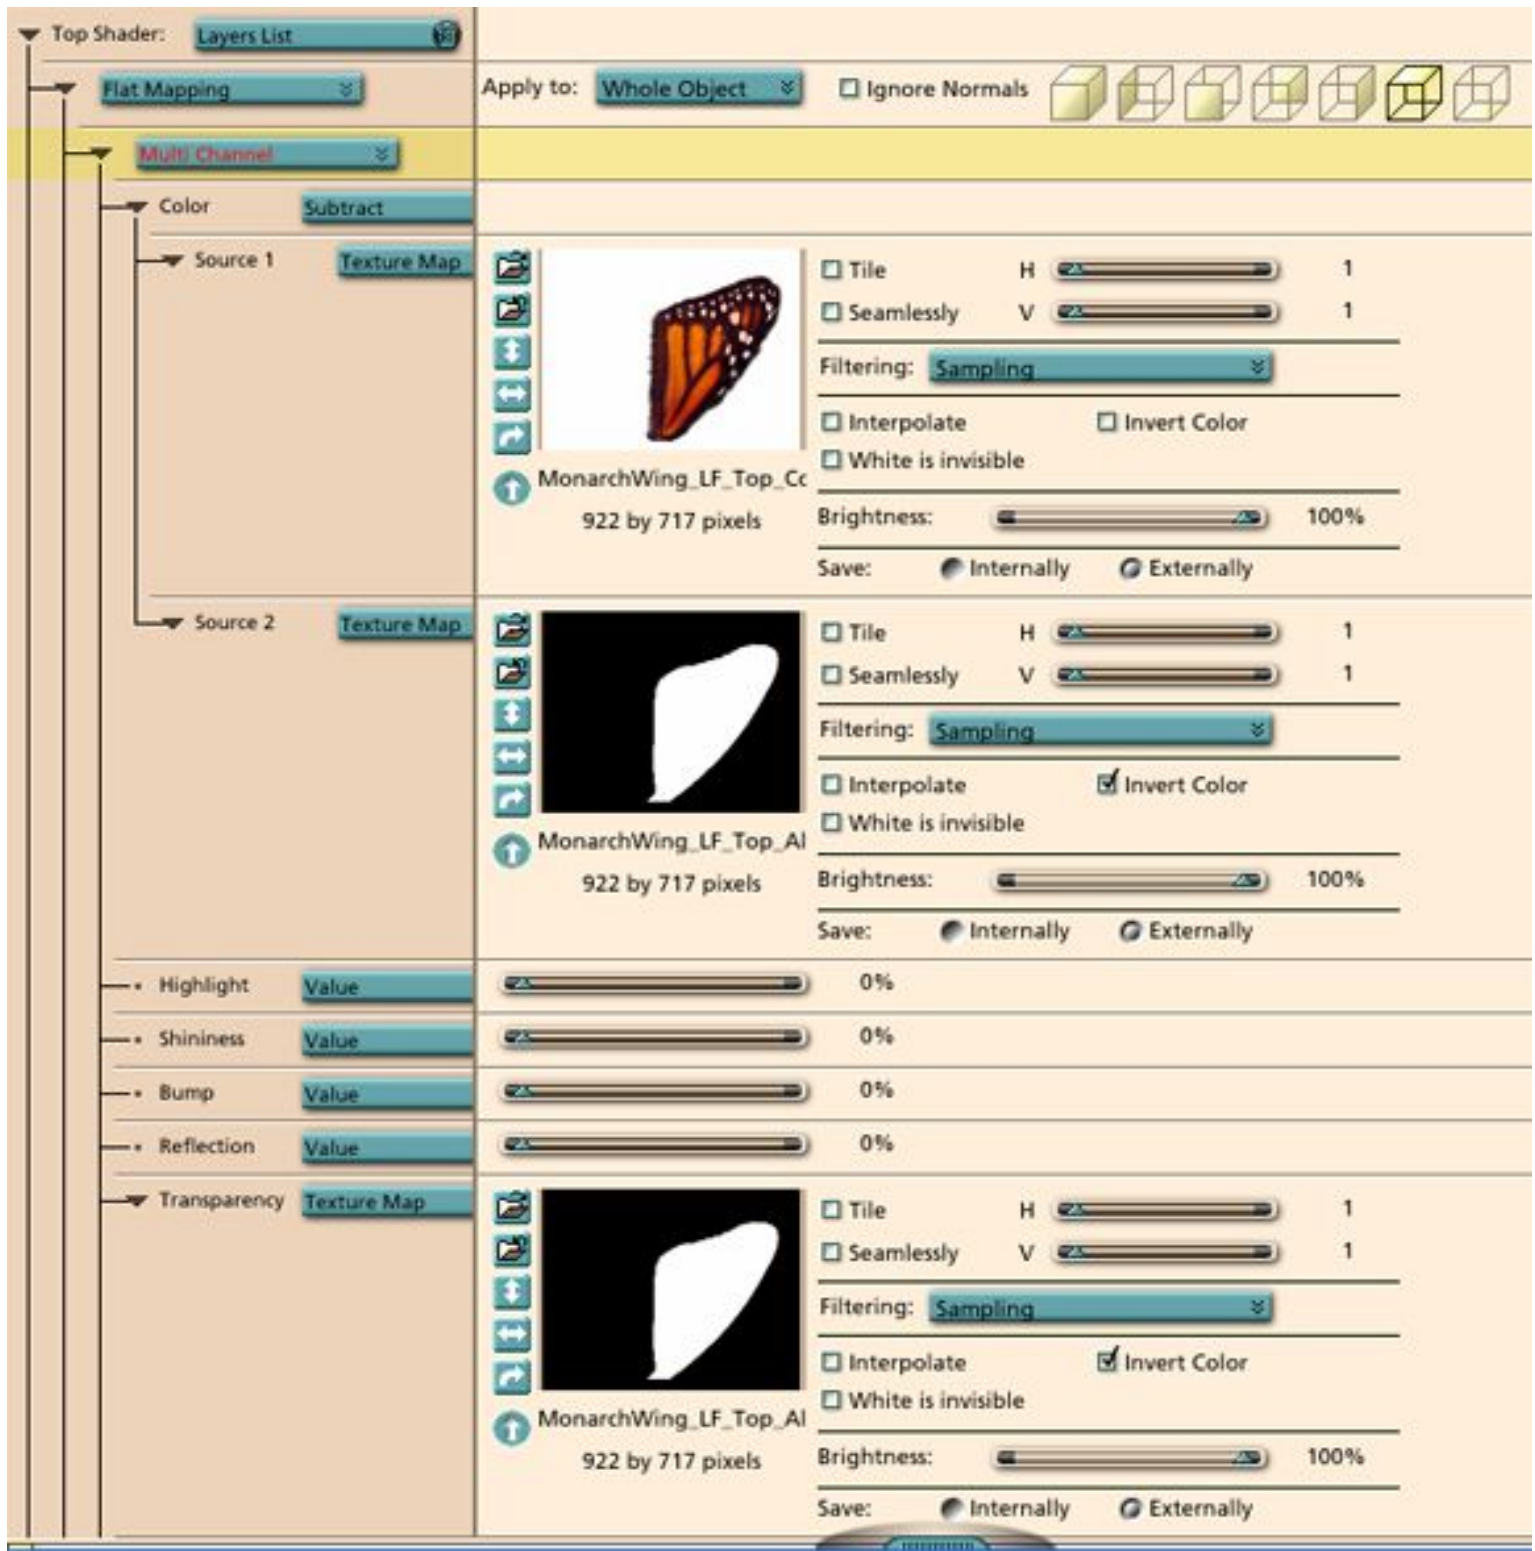 Top Shader: Layers List
Flat Mapping Apply to: Whole Object Ignore Normals
Multi Channel
Color Subtract
Source 1 Texture Map Tile H 1
Seamlessly V 1
Filtering: Sampling
Interpolate Invert Color
White is invisible
MonarchWing_LF_Top_Cc
922 by 717 pixels Brightness: 100%
Save: Internally Externally
Source 2 Texture Map Tile H 1
Seamlessly V 1
Filtering: Sampling
Interpolate Invert Color
White is invisible
MonarchWing_LF_Top_Al
922 by 717 pixels Brightness: 100%
Save: Internally Externally
Highlight Value 0%
Shininess Value 0%
Bump Value 0%
Reflection Value 0%
Transparency Texture Map Tile H 1
Seamlessly V 1
Filtering: Sampling
Interpolate Invert Color
White is invisible
MonarchWing_LF_Top_Al
922 by 717 pixels Brightness: 100%
Save: Internally Externally